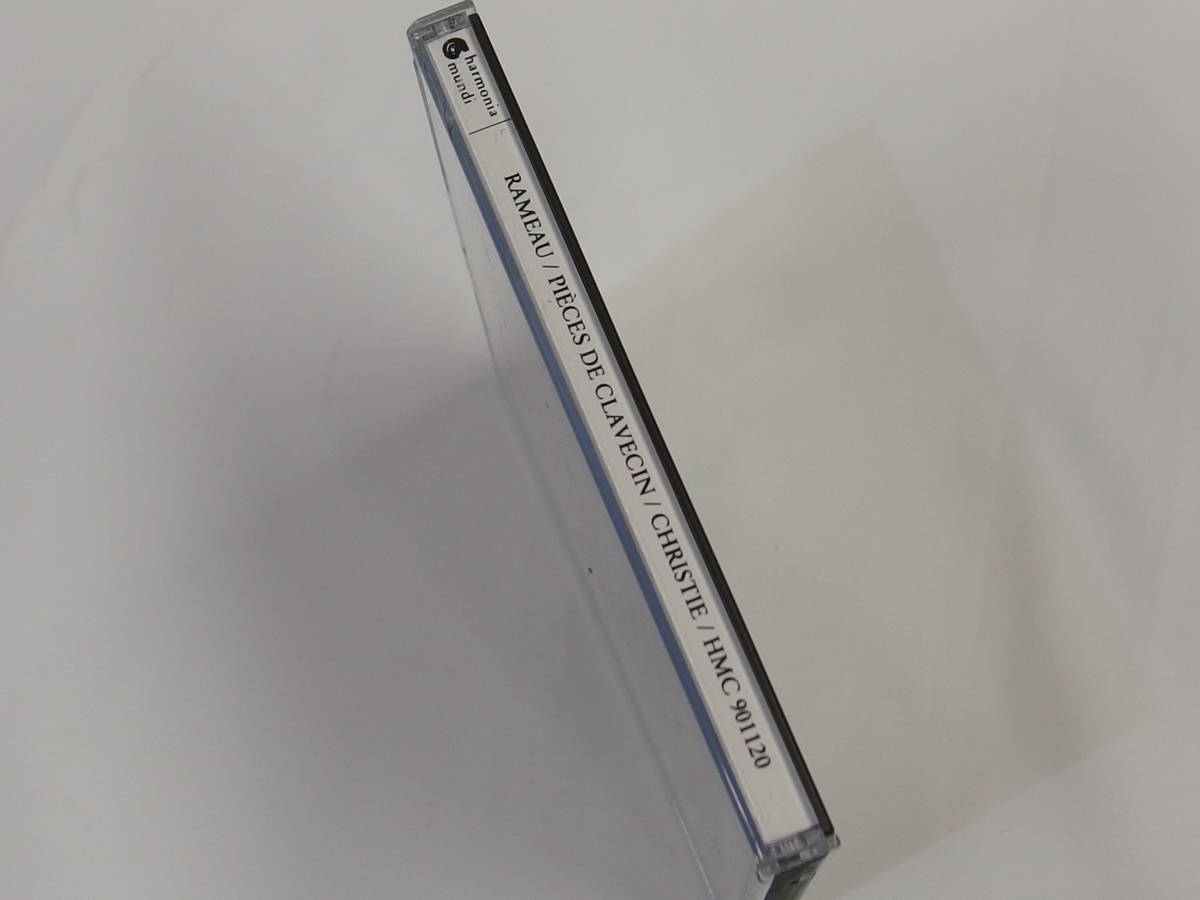 harmonia
mundi
RAMEAU / PIÈCES DE CLAVECIN / CHRISTIE / HMC 901120